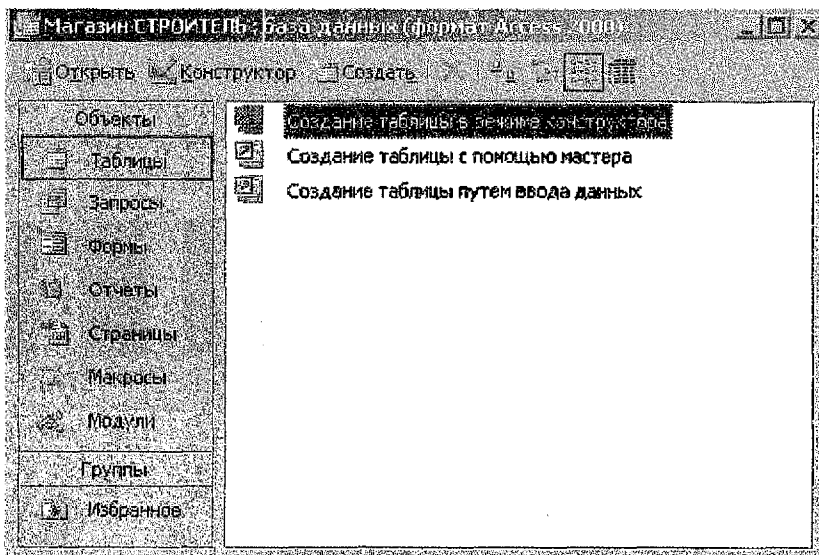 Магазин СТРОИТЕЛЬ : база данных (формат Access 2000)
Открыть Конструктор Создать
Объекты
Таблицы
Запросы
Формы
Отчеты
Страницы
Макросы
Модули
Группы
Избранное
Создание таблицы в режиме конструктора
Создание таблицы с помощью мастера
Создание таблицы путем ввода данных